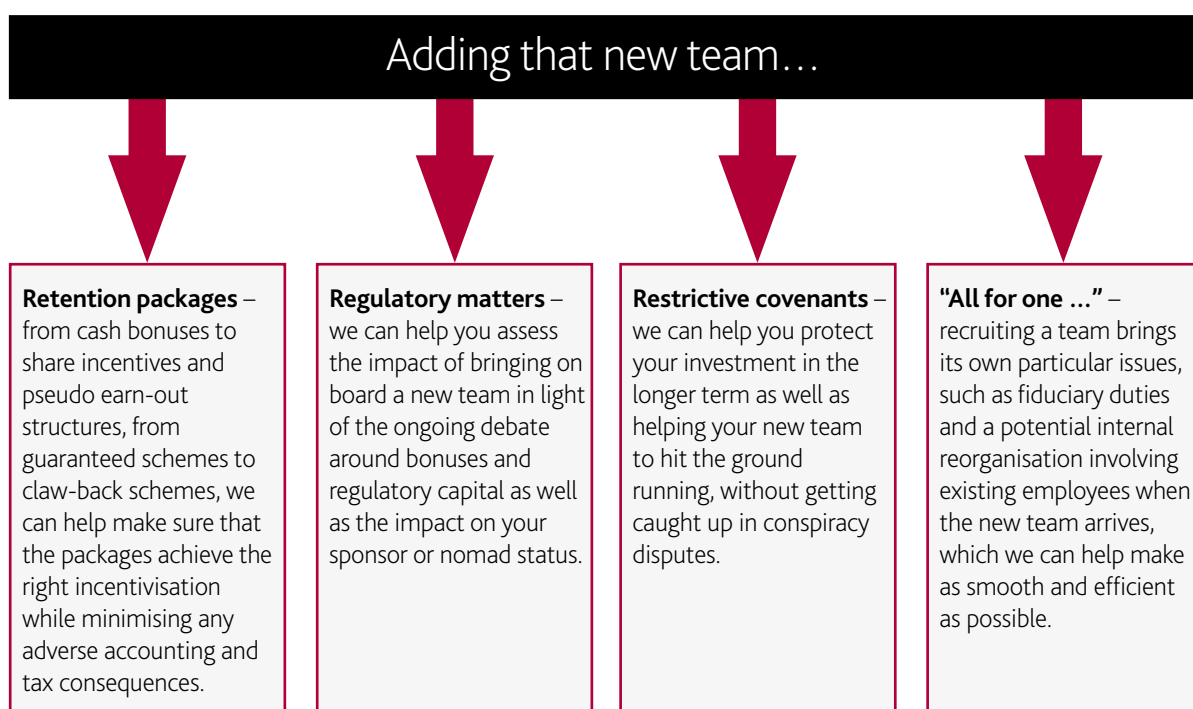 Adding that new team…
Retention packages –
from cash bonuses to
share incentives and
pseudo earn-out
structures, from
guaranteed schemes to
claw-back schemes, we
can help make sure that
the packages achieve the
right incentivisation
while minimising any
adverse accounting and
tax consequences.
Regulatory matters –
we can help you assess
the impact of bringing on
board a new team in light
of the ongoing debate
around bonuses and
regulatory capital as well
as the impact on your
sponsor or nomad status.
Restrictive covenants –
we can help you protect
your investment in the
longer term as well as
helping your new team
to hit the ground
running, without getting
caught up in conspiracy
disputes.
“All for one …” –
recruiting a team brings
its own particular issues,
such as fiduciary duties
and a potential internal
reorganisation involving
existing employees when
the new team arrives,
which we can help make
as smooth and efficient
as possible.